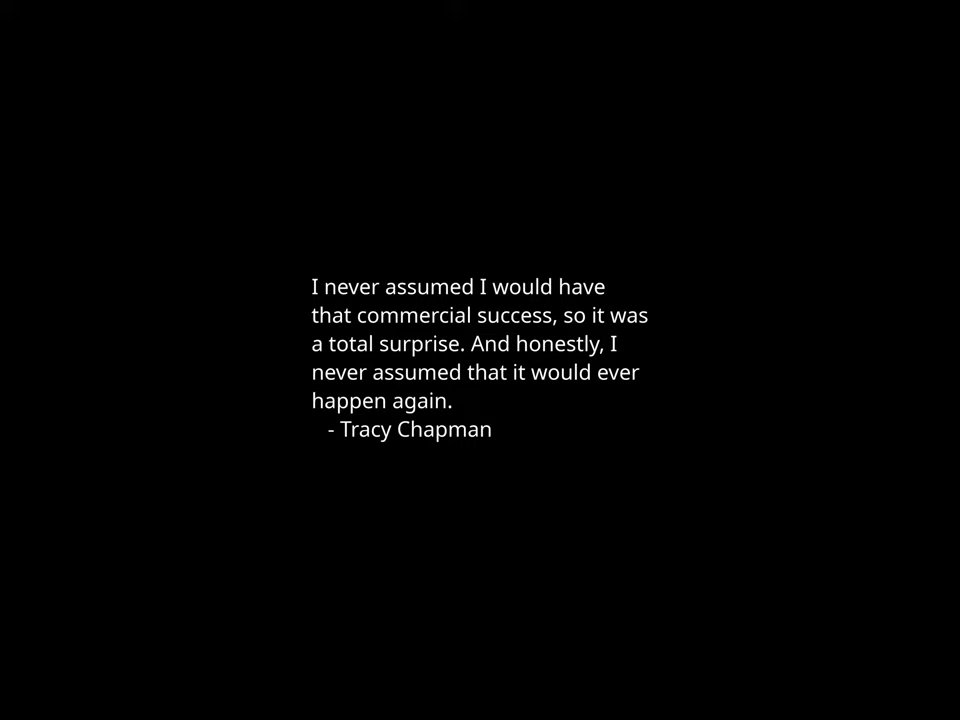 I never assumed I would have
that commercial success, so it was
a total surprise. And honestly, I
never assumed that it would ever
happen again.
- Tracy Chapman